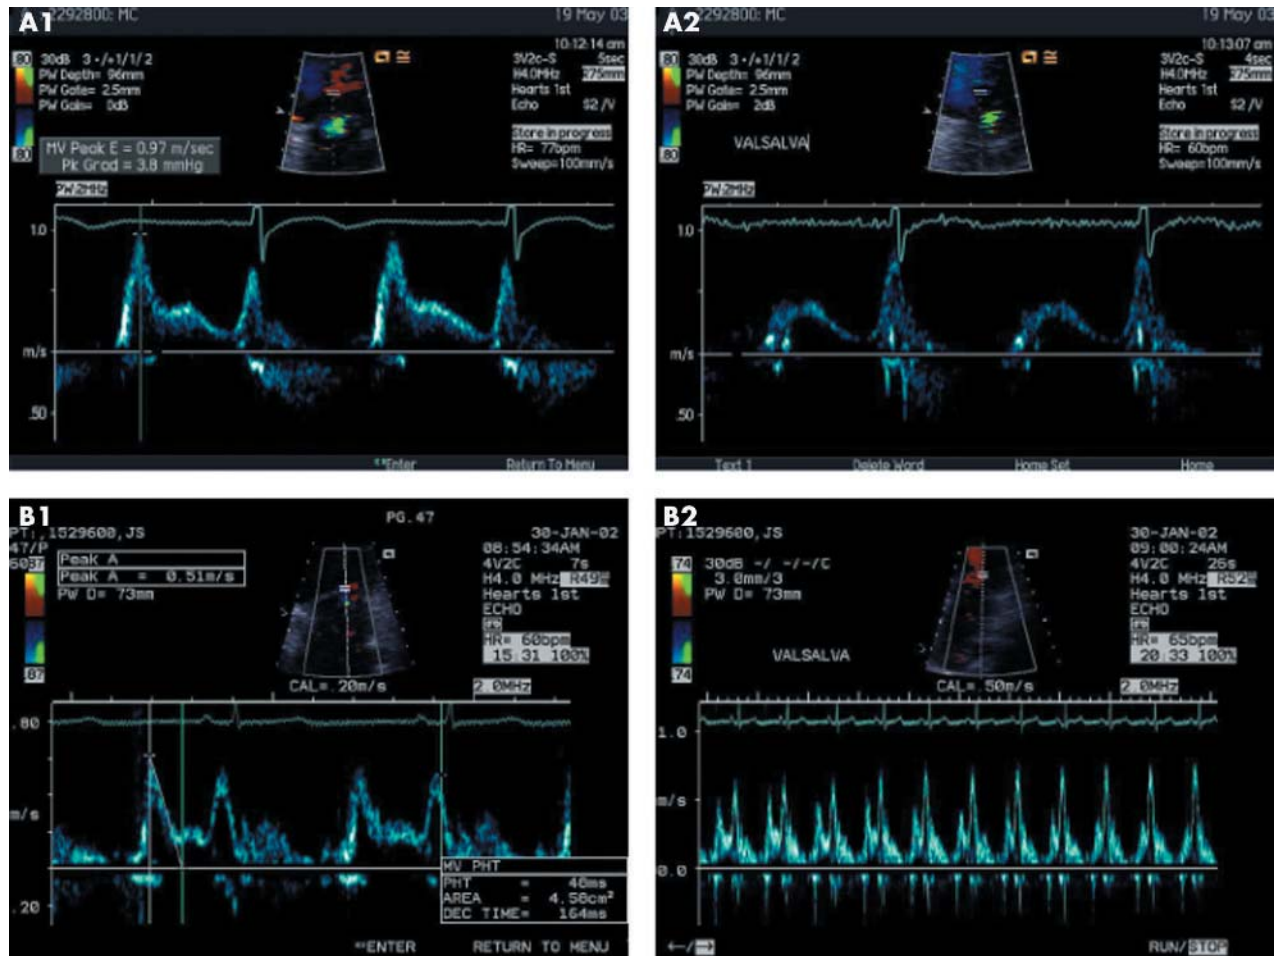 A1
2292800: MC
19 May 03
10:12:14 am
.80
30dB 3 •/+1/1/2
PW Depth= 96mm
PW Gate= 2.5mm
PW Gain= 0dB
3V2c-S 5sec
H4.0MHz 275mm
Hearts 1st
Echo S2 /V
.80
Store in progress
HR= 77bpm
Sweep=100mm/s
MV Peak E = 0.97 m/sec
Pk Grad = 3.8 mmHg
PW:2MHz
1.0
m/s
.50
Enter
Return To Menu
A2
2292800: MC
19 May 03
10:13:07 am
.80
30dB 3 •/+1/1/2
PW Depth= 96mm
PW Gate= 2.5mm
PW Gain= 2dB
3V2c-S 4sec
H4.0MHz 275mm
Hearts 1st
Echo S2 /V
.80
VALSALVA
Store in progress
HR= 60bpm
Sweep=100mm/s
PW:2MHz
1.0
m/s
.50
Text 1
Delete Word
Home Set
Home
B1
PG.47
PT:,1529600,JS
30-JAN-02
47/P
08:54:34AM
Peak A
Peak A = 0.51m/s
PW D= 73mm
4V2C 7s
H4.0 MHz R49m
Hearts 1st
ECHO
HR= 60bpm
15:31 100%
.87
CAL=.20m/s
2.0MHz
.80
m/s
.20
MV PHT
PHT = 48ms
AREA = 4.58cm²
DEC TIME= 164ms
ENTER
RETURN TO MENU
B2
PT:1529600,JS
30-JAN-02
09:00:24AM
.74
30dB -/ -/-/C
3.0mm/3
PW D= 73mm
4V2C 26s
H4.0 MHz R52m
Hearts 1st
ECHO
HR= 65bpm
20:33 100%
.74
VALSALVA
CAL=.50m/s
2.0MHz
1.0
m/s
0.0
←/→
RUN/STOP